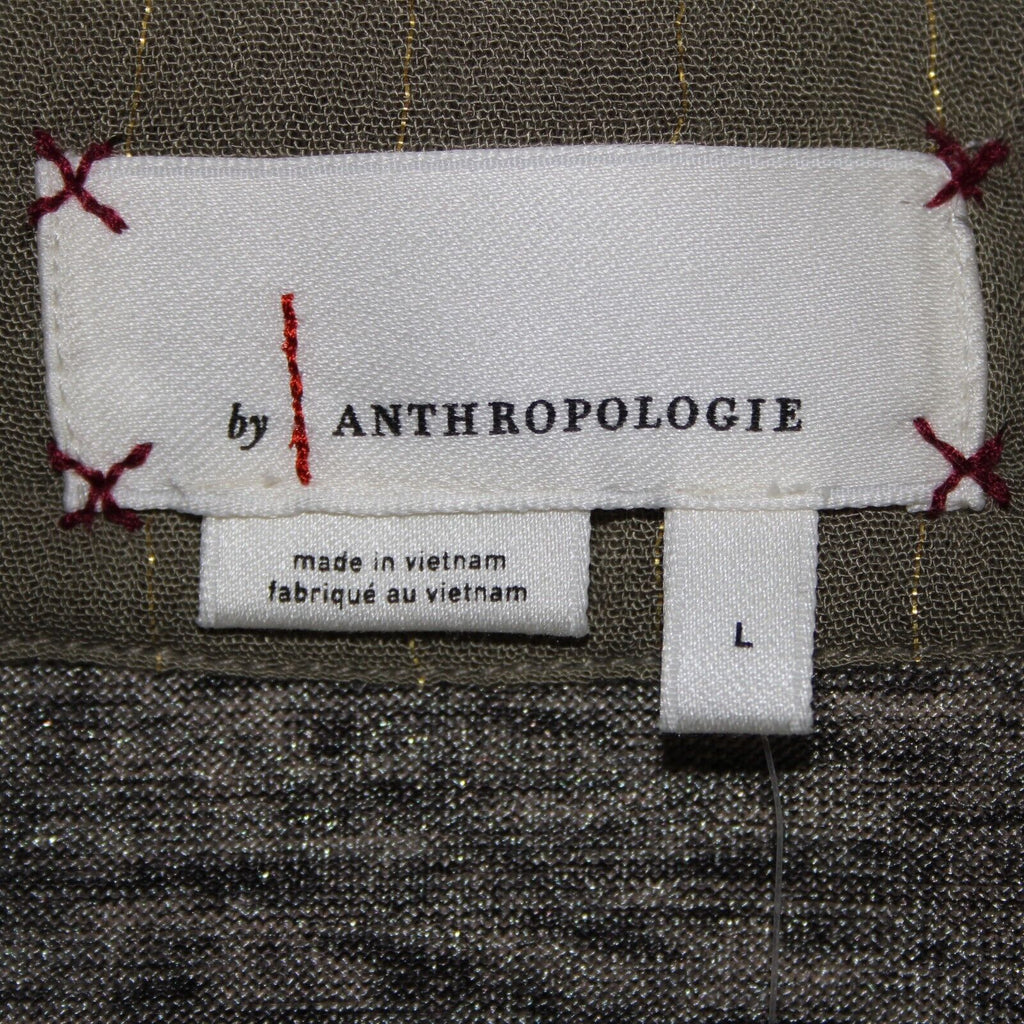 by ANTHROPOLOGIE
made in vietnam
fabriqué au vietnam
L